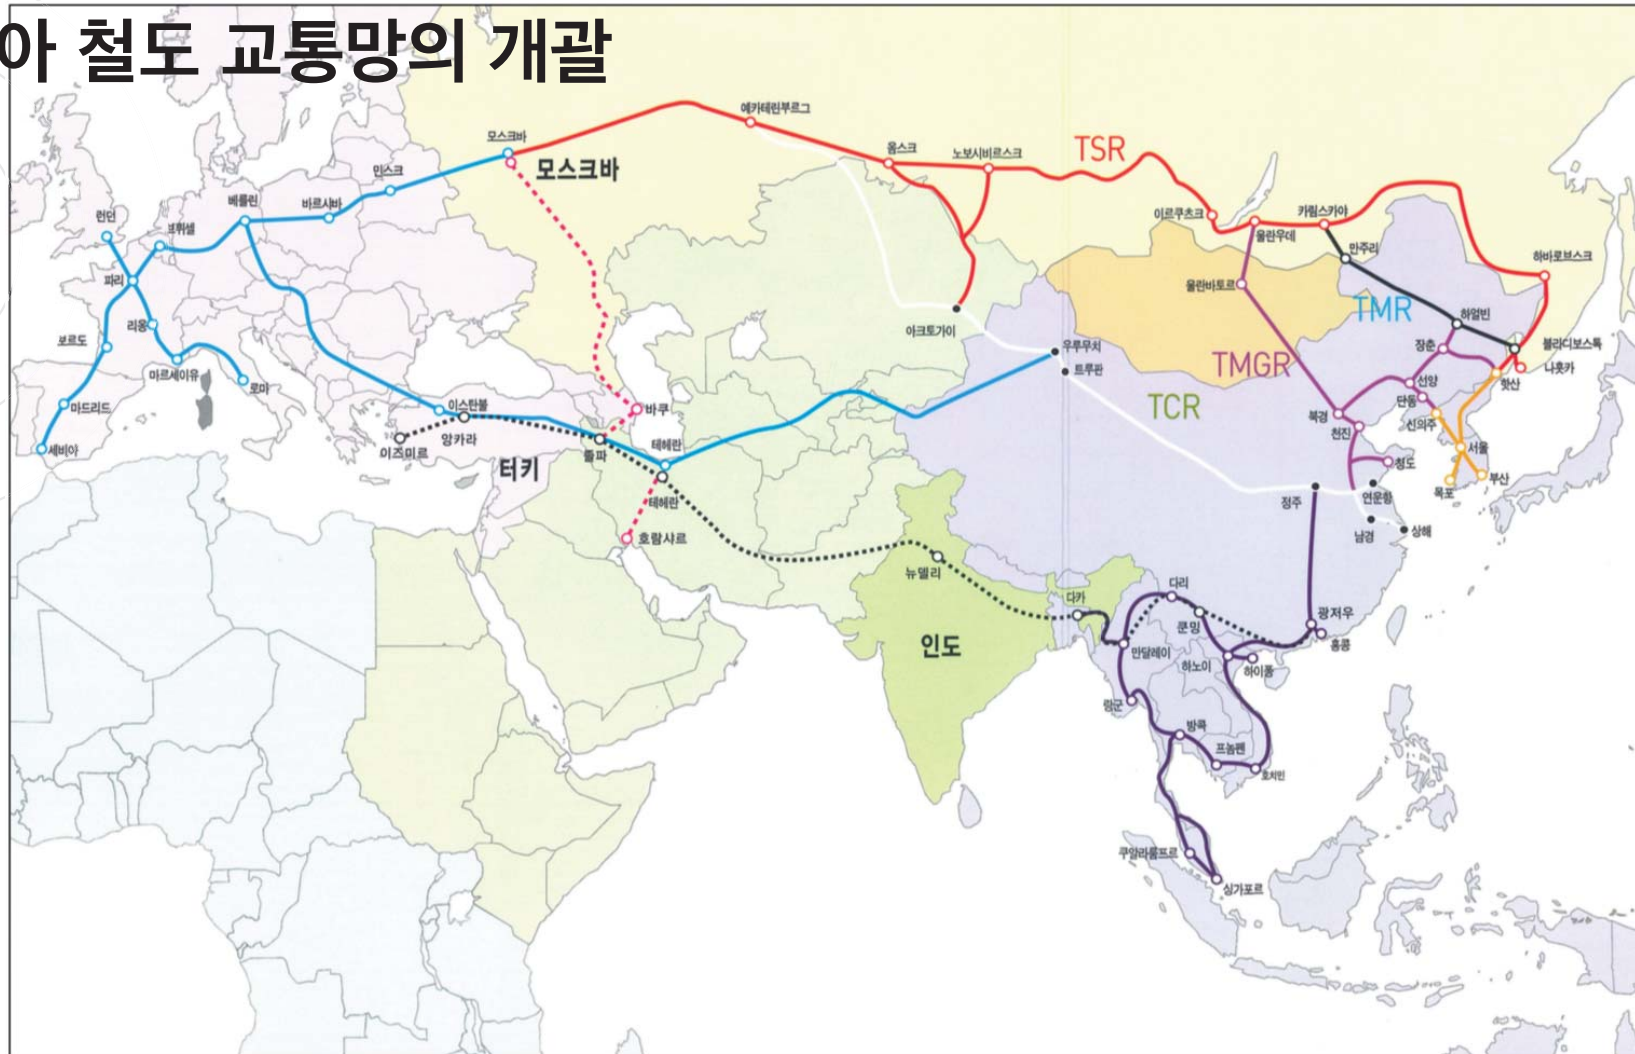 아 철도 교통망의 개괄
예카테린부르그
모스크바
옴스크
노보시비르스크
TSR
모스크바
민스크
베를린
바르샤바
런던
브뤼셀
이르쿠츠크
울란우데
카림스카야
만주리
하바로브스크
파리
울란바토르
TMR
하얼빈
리옹
보르도
아크토가이
우루무치
트루판
장춘
블라디보스톡
나홋카
TMGR
마르세이유
로마
선양
핫산
단동
마드리드
이스탄불
바쿠
TCR
북경
신의주
천진
세비아
앙카라
이즈미르
돌파
테헤란
서울
터키
청도
목포
부산
테헤란
정주
연운항
호람샤르
남경
상해
뉴델리
다카
다리
광저우
쿤밍
홍콩
인도
만달레이
하노이
하이퐁
랑군
방콕
프놈펜
호치민
쿠알라룸프르
싱가포르